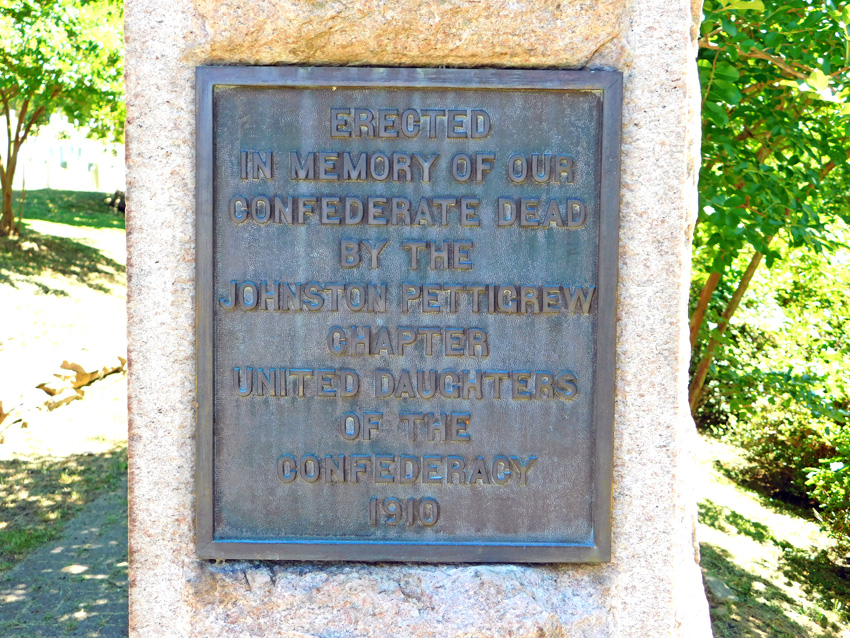 ERECTED
IN MEMORY OF OUR
CONFEDERATE DEAD
BY THE
JOHNSTON PETTIGREW
CHAPTER
UNITED DAUGHTERS
OF THE
CONFEDERACY
1910